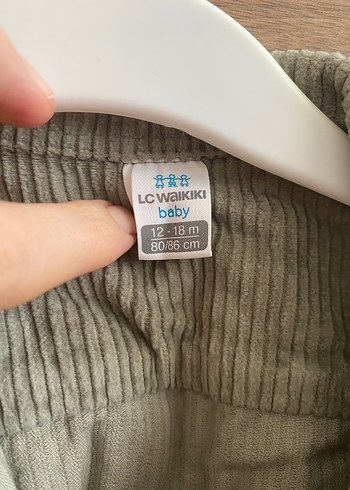 LC WAIKIKI
baby
12 - 18 m
80/86 cm